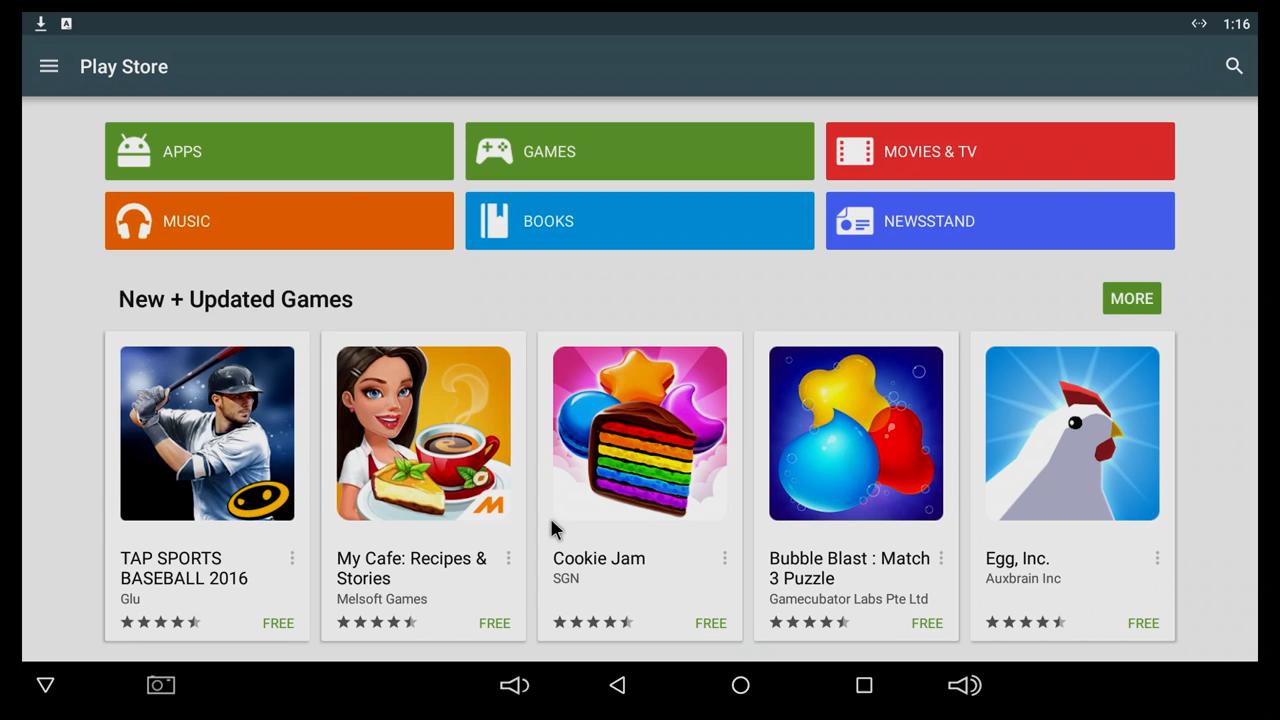 1:16
Play Store
APPS
GAMES
MOVIES & TV
MUSIC
BOOKS
NEWSSTAND
New + Updated Games
MORE
TAP SPORTS
BASEBALL 2016
Glu
FREE
My Cafe: Recipes &
Stories
Melsoft Games
FREE
Cookie Jam
SGN
FREE
Bubble Blast : Match
3 Puzzle
Gamecubator Labs Pte Ltd
FREE
Egg, Inc.
Auxbrain Inc
FREE